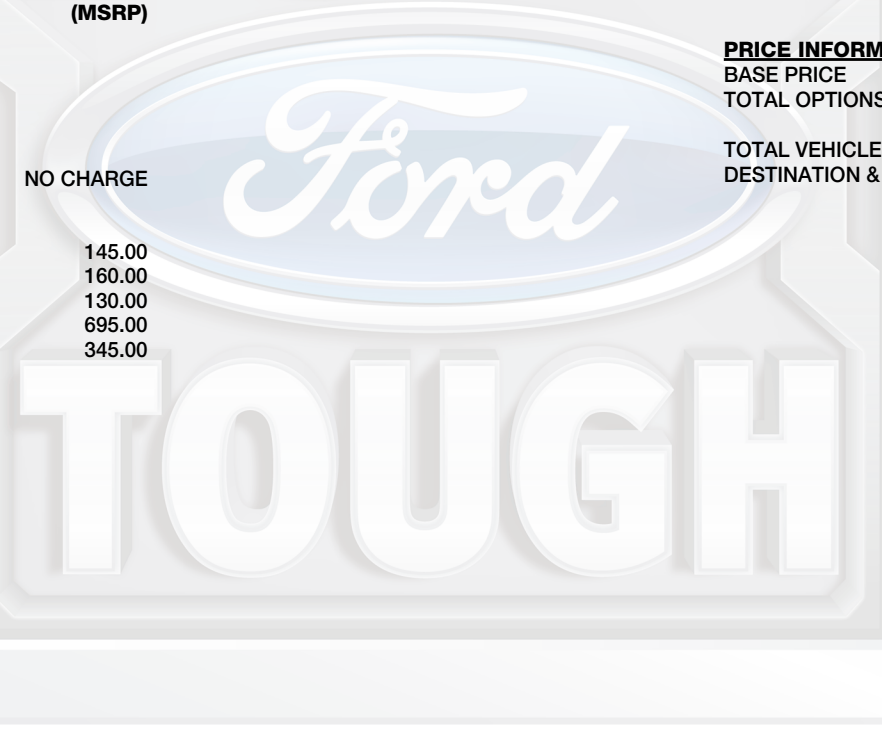 (MSRP)
NO CHARGE
145.00
160.00
130.00
695.00
345.00
PRICE INFORM
BASE PRICE
TOTAL OPTIONS
TOTAL VEHICLE
DESTINATION &
Ford
TOUGH